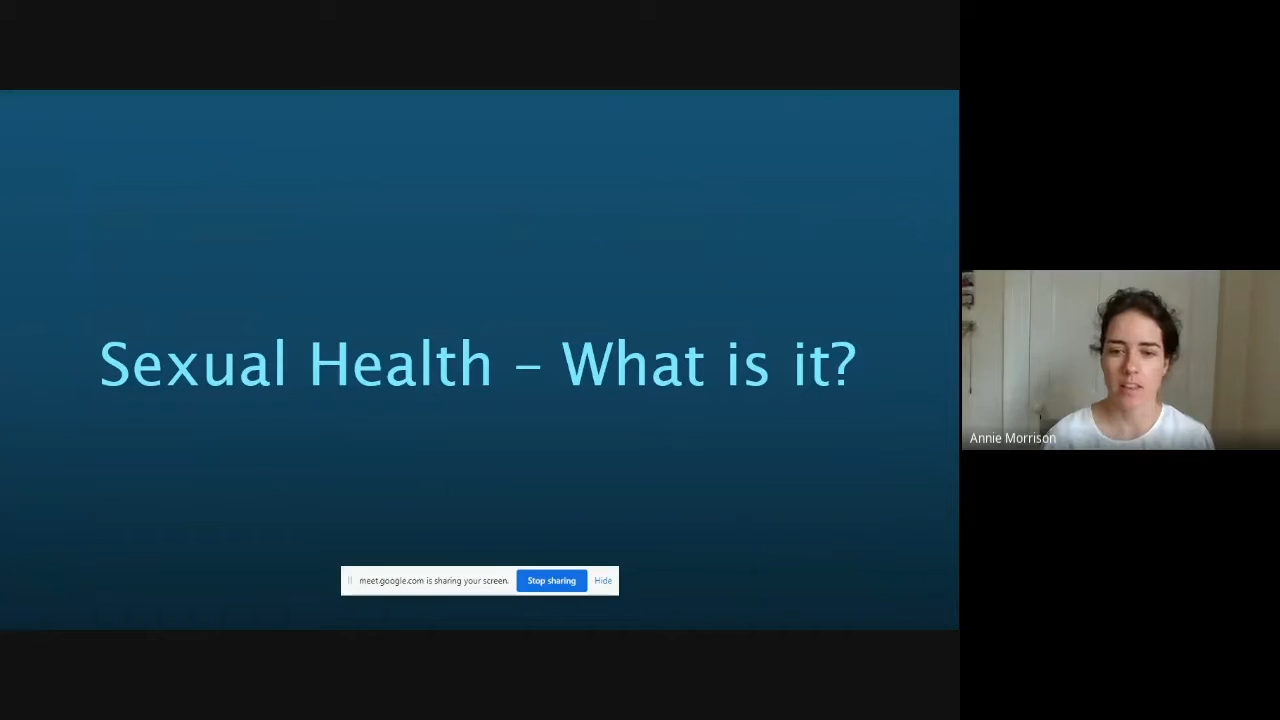 Sexual Health – What is it?
Annie Morrison
meet.google.com is sharing your screen. Stop sharing Hide